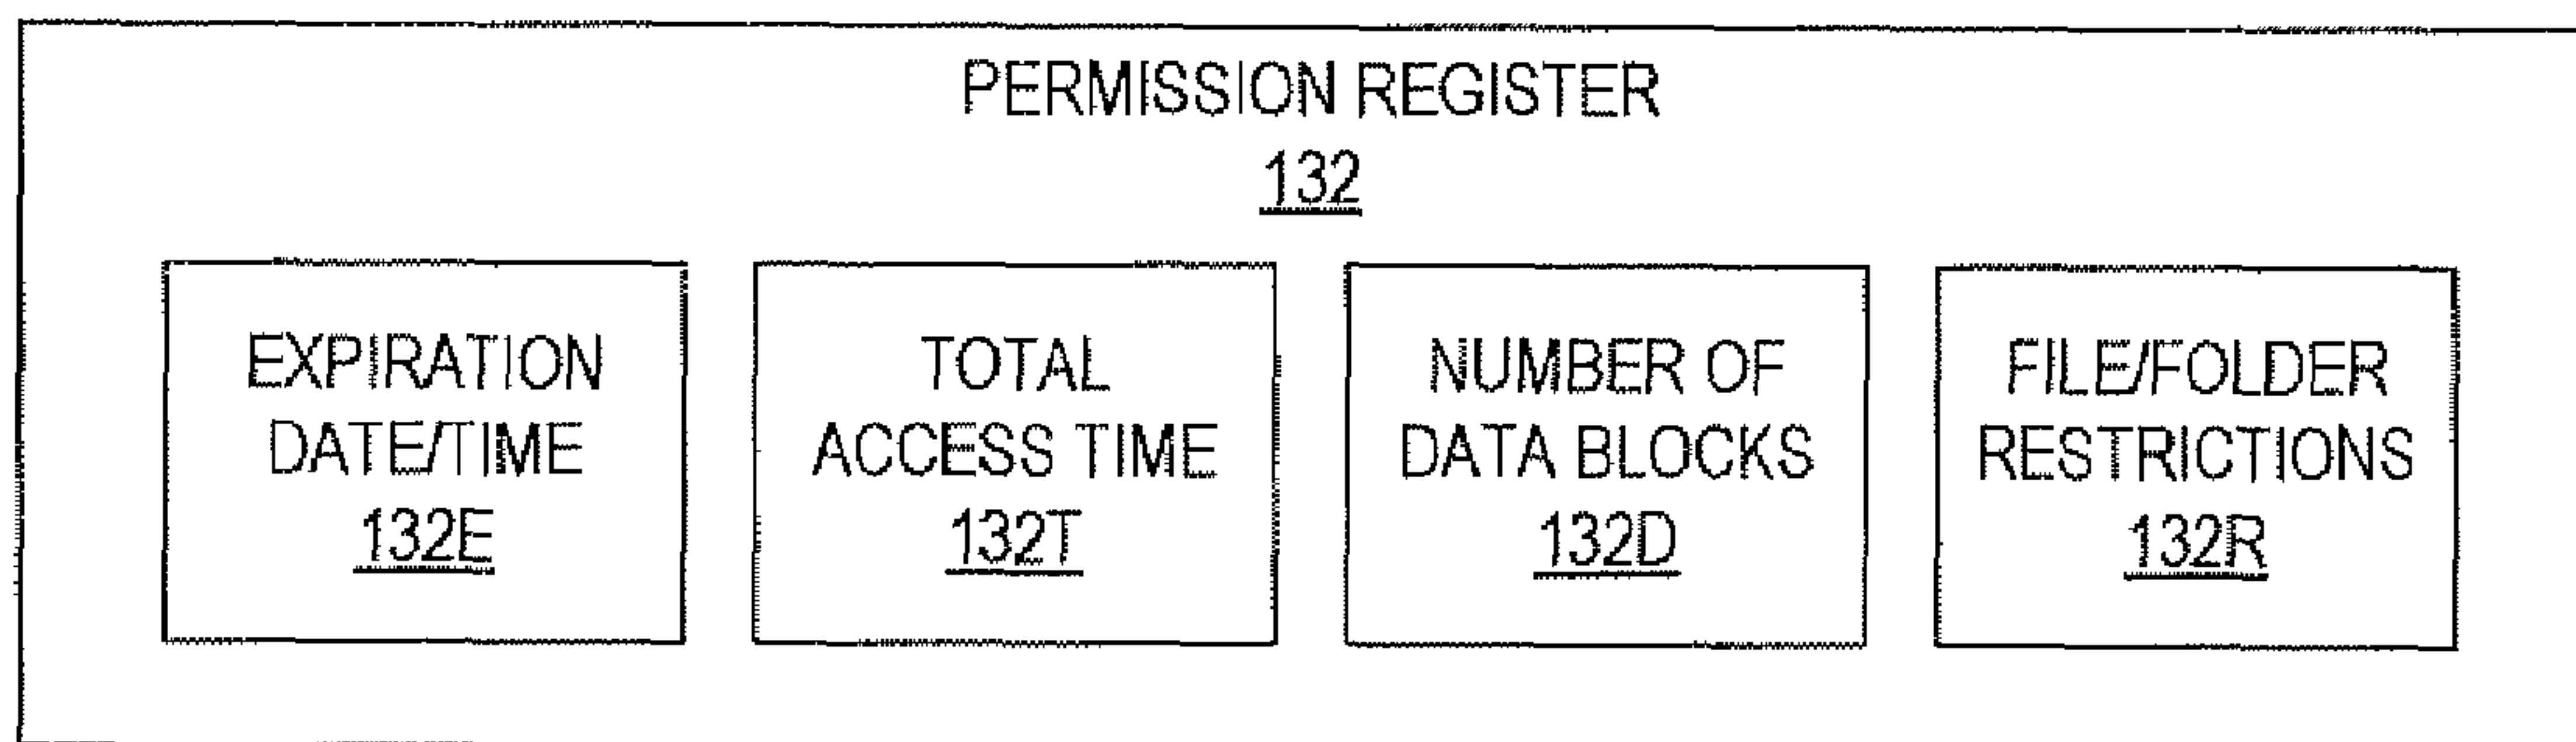 PERMISSION REGISTER
132
EXPIRATION
DATE/TIME
132E
TOTAL
ACCESS TIME
132T
NUMBER OF
DATA BLOCKS
132D
FILE/FOLDER
RESTRICTIONS
132R